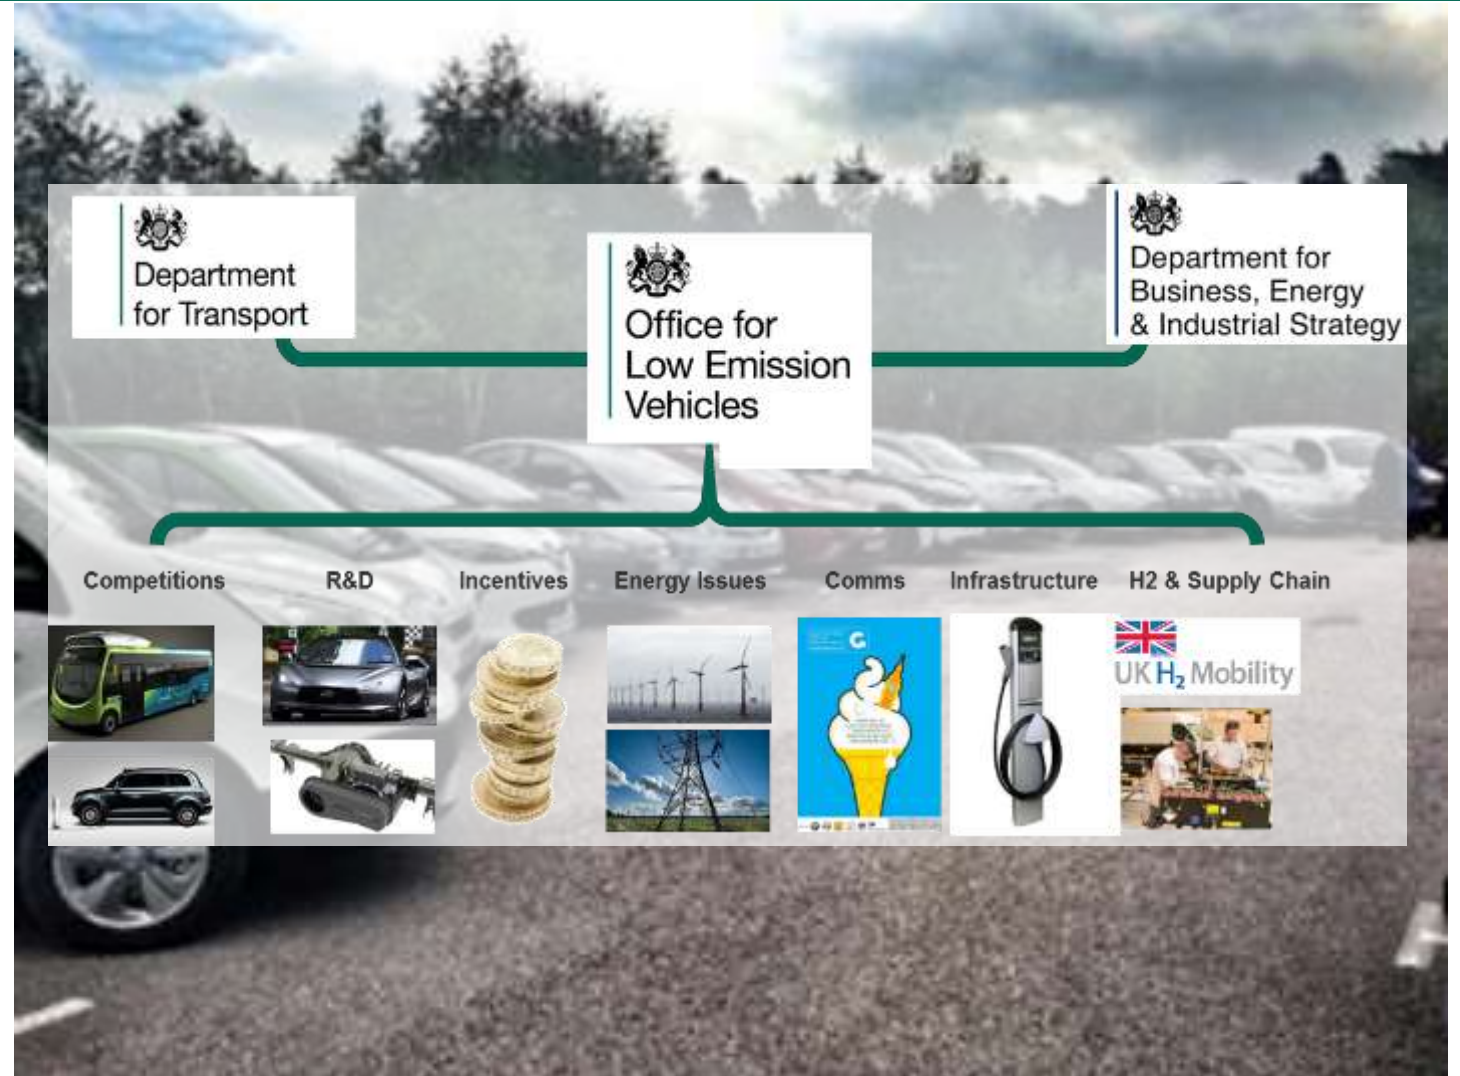 Department
for Transport
Office for
Low Emission
Vehicles
Department for
Business, Energy
& Industrial Strategy
Competitions
R&D
Incentives
Energy Issues
Comms
Infrastructure
H2 & Supply Chain
G
UK H₂ Mobility